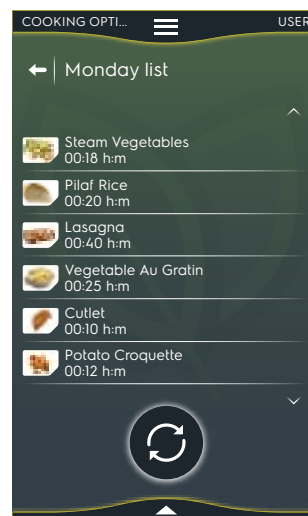 COOKING OPTI... USER
Monday list
Steam Vegetables
00:18 h:m
Pilaf Rice
00:20 h:m
Lasagna
00:40 h:m
Vegetable Au Gratin
00:25 h:m
Cutlet
00:10 h:m
Potato Croquette
00:12 h:m